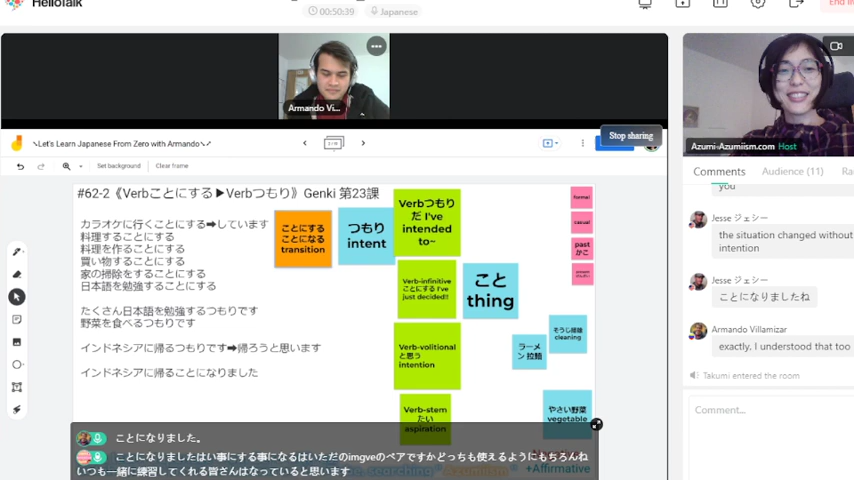 HelloTalk
00:50:39
Japanese
End li
Armando Vi...
Stop sharing
Azumi-Azumiism.com Host
↘Let's Learn Japanese From Zero with Armando↙↗
Set background
Clear frame
#62-2《Verbことにする▶Verbつもり》Genki 第23課
カラオケに行くことにする➡しています
料理することにする
料理を作ることにする
買い物することにする
家の掃除をすることにする
日本語を勉強することにする
たくさん日本語を勉強するつもりです
野菜を食べるつもりです
インドネシアに帰るつもりです➡帰ろうと思います
インドネシアに帰ることになりました
ことにする
ことになる
transition
つもり
intent
Verbつもり
だ I've
intended
to~
Verb-infinitive
ことにする I've
just decided!!
こと
thing
Verb-volitional
と思う
intention
Verb-stem
たい
aspiration
formal
casual
past
かこ
そうじ掃除
cleaning
ラーメ
ン 拉麺
やさい野菜
vegetable
+Affirmative
ことになりました。
ことになりましたはい事にする事になるはいただのimgveのペアですかどっちも使えるようにもちろんね
いつも一緒に練習してくれる皆さんはなっていると思います
Comments
Audience (11)
Ra
you
Jesse ジェシー
the situation changed without
intention
Jesse ジェシー
ことになりましたね
Armando Villamizar
exactly, I understood that too
Takumi entered the room
Comment...